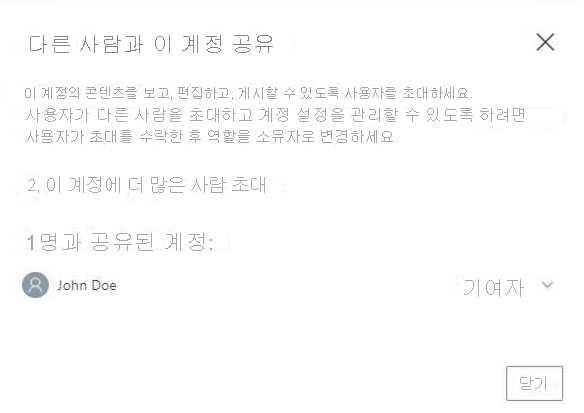 다른 사람과 이 계정 공유
이 계정의 콘텐츠를 보고, 편집하고, 게시할 수 있도록 사용자를 초대하세요.
사용자가 다른 사람을 초대하고 계정 설정을 관리할 수 있도록 하려면
사용자가 초대를 수락한 후 역할을 소유자로 변경하세요.
2, 이 계정에 더 많은 사람 초대
1명과 공유된 계정:
John Doe 기여자
닫기